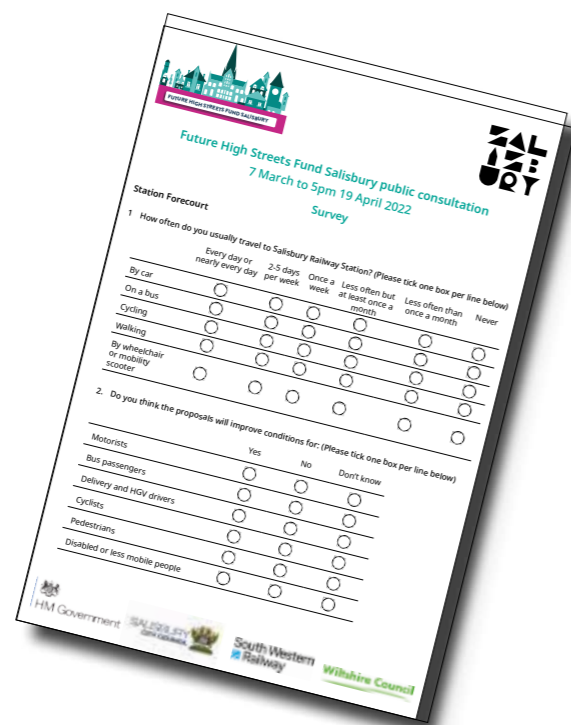 FUTURE HIGH STREETS FUND SALISBURY
ZAL
IZB
URY
Future High Streets Fund Salisbury public consultation
7 March to 5pm 19 April 2022
Survey
Station Forecourt
1 How often do you usually travel to Salisbury Railway Station? (Please tick one box per line below)
Every day or nearly every day 2-5 days per week Once a week Less often but at least once a month Less often than once a month Never
By car
On a bus
Cycling
Walking
By wheelchair
or mobility
scooter
2. Do you think the proposals will improve conditions for: (Please tick one box per line below)
Yes No Don't know
Motorists
Bus passengers
Delivery and HGV drivers
Cyclists
Pedestrians
Disabled or less mobile people
HM Government
SALISBURY
CITY COUNCIL
South Western
Railway
Wiltshire Council